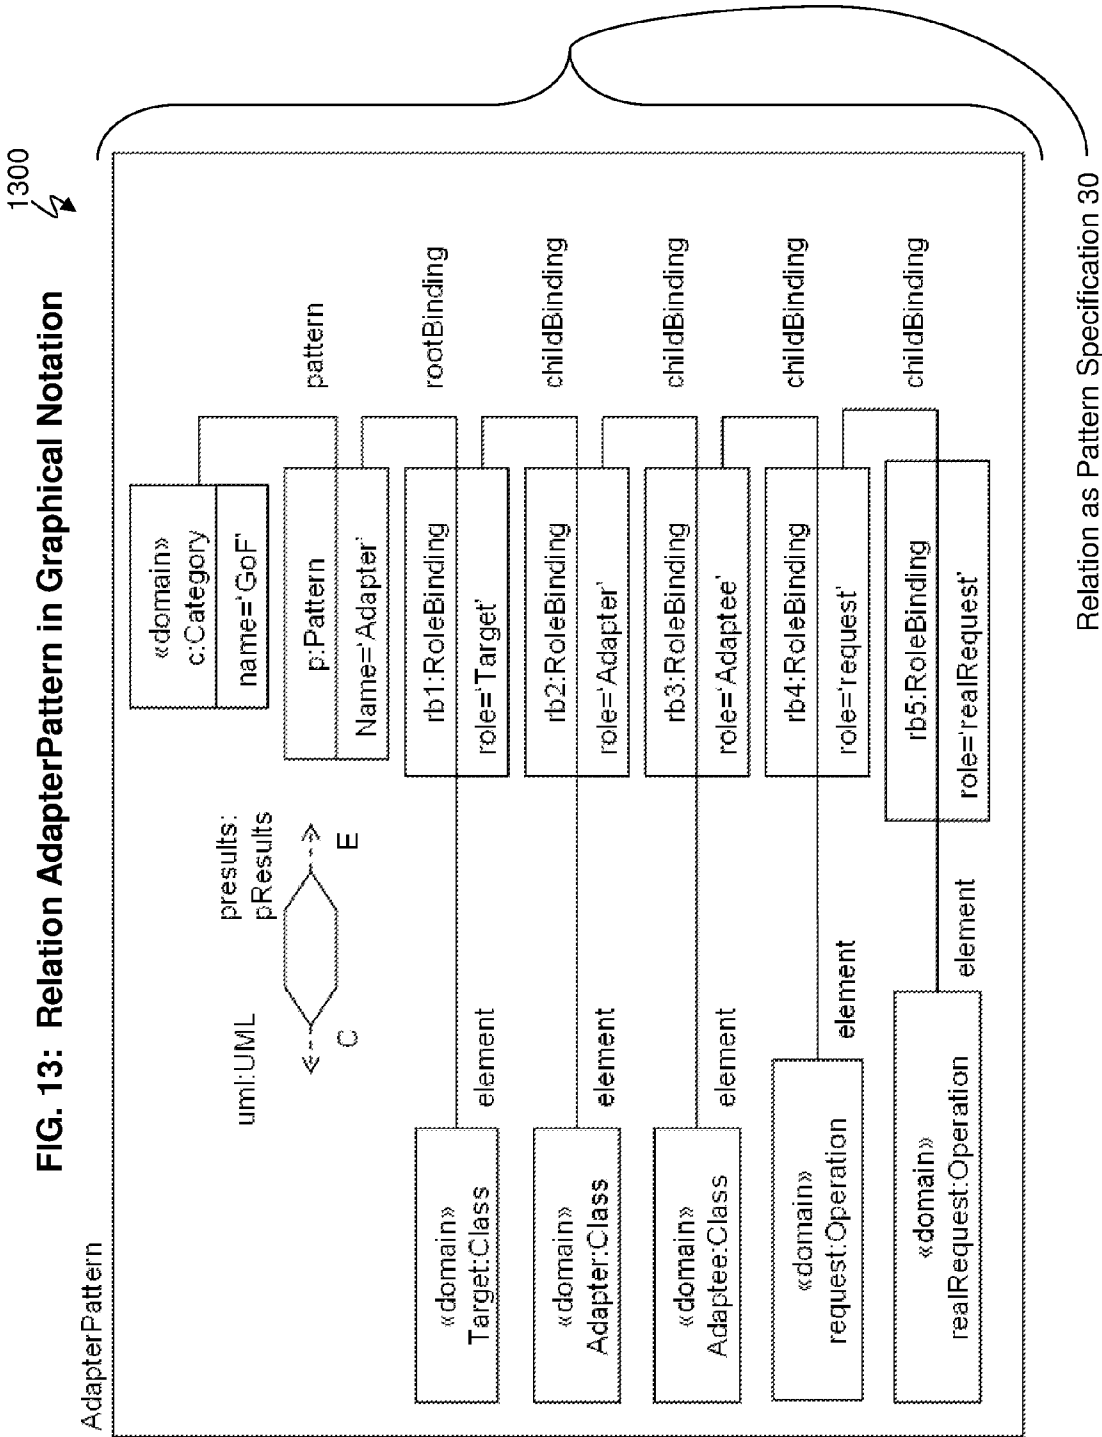 FIG. 13: Relation AdapterPattern in Graphical Notation
1300
AdapterPattern
uml:UML
C
presults:
pResults
E
«domain»
c:Category
name='GoF'
pattern
p:Pattern
Name='Adapter'
rootBinding
«domain»
Target:Class
element
rb1:RoleBinding
role='Target'
childBinding
«domain»
Adapter:Class
element
rb2:RoleBinding
role='Adapter'
childBinding
«domain»
Adaptee:Class
element
rb3:RoleBinding
role='Adaptee'
childBinding
«domain»
request:Operation
element
rb4:RoleBinding
role='request'
childBinding
«domain»
realRequest:Operation
element
rb5:RoleBinding
role='realRequest'
Relation as Pattern Specification 30